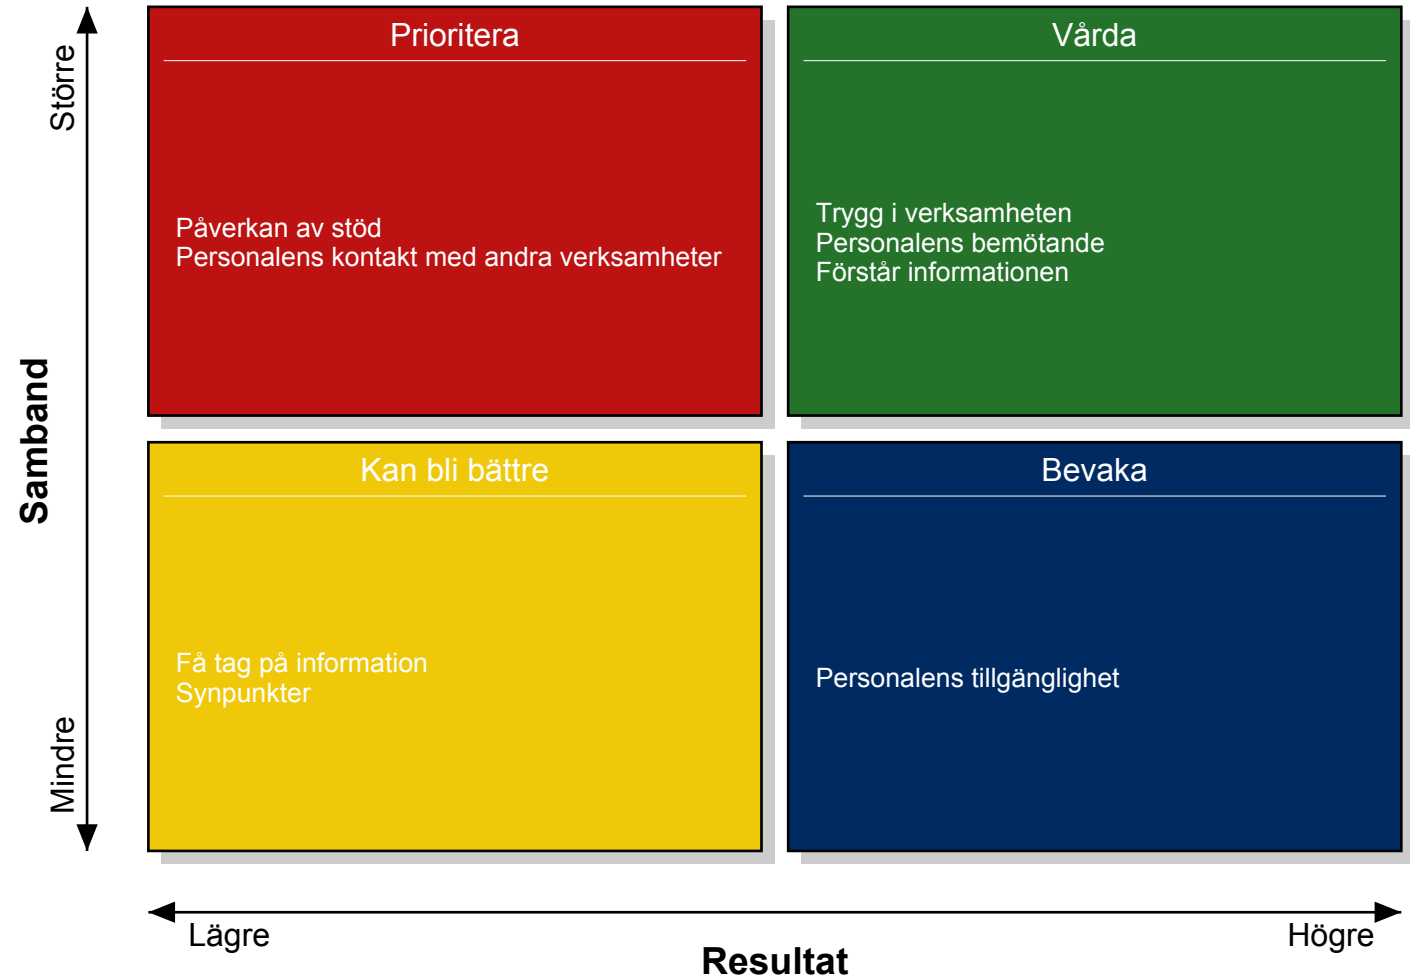 Större
Samband
Mindre
Prioritera
Påverkan av stöd
Personalens kontakt med andra verksamheter
Vårda
Trygg i verksamheten
Personalens bemötande
Förstår informationen
Kan bli bättre
Få tag på information
Synpunkter
Bevaka
Personalens tillgänglighet
Lägre
Resultat
Högre